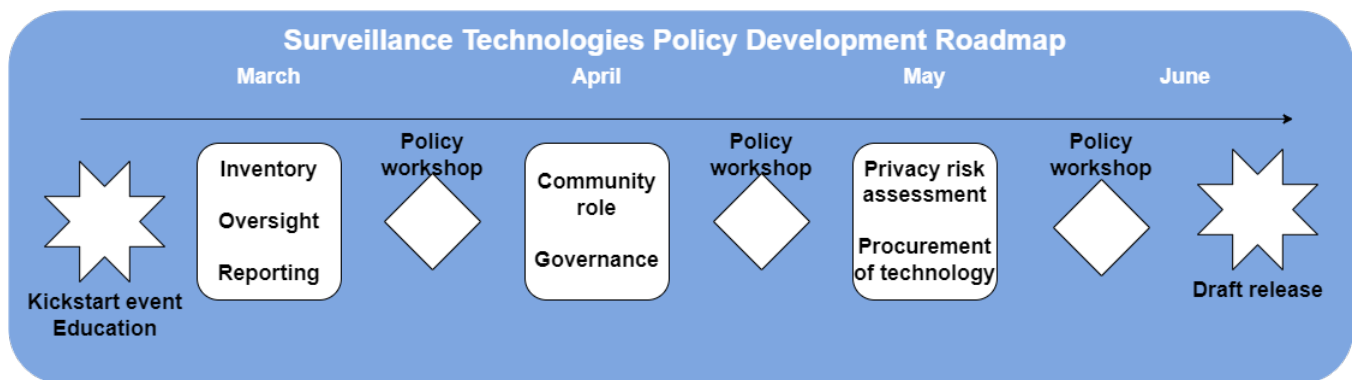 Surveillance Technologies Policy Development Roadmap
March
April
May
June
Kickstart event
Education
Inventory
Oversight
Reporting
Policy
workshop
Community
role
Governance
Policy
workshop
Privacy risk
assessment
Procurement
of technology
Policy
workshop
Draft release